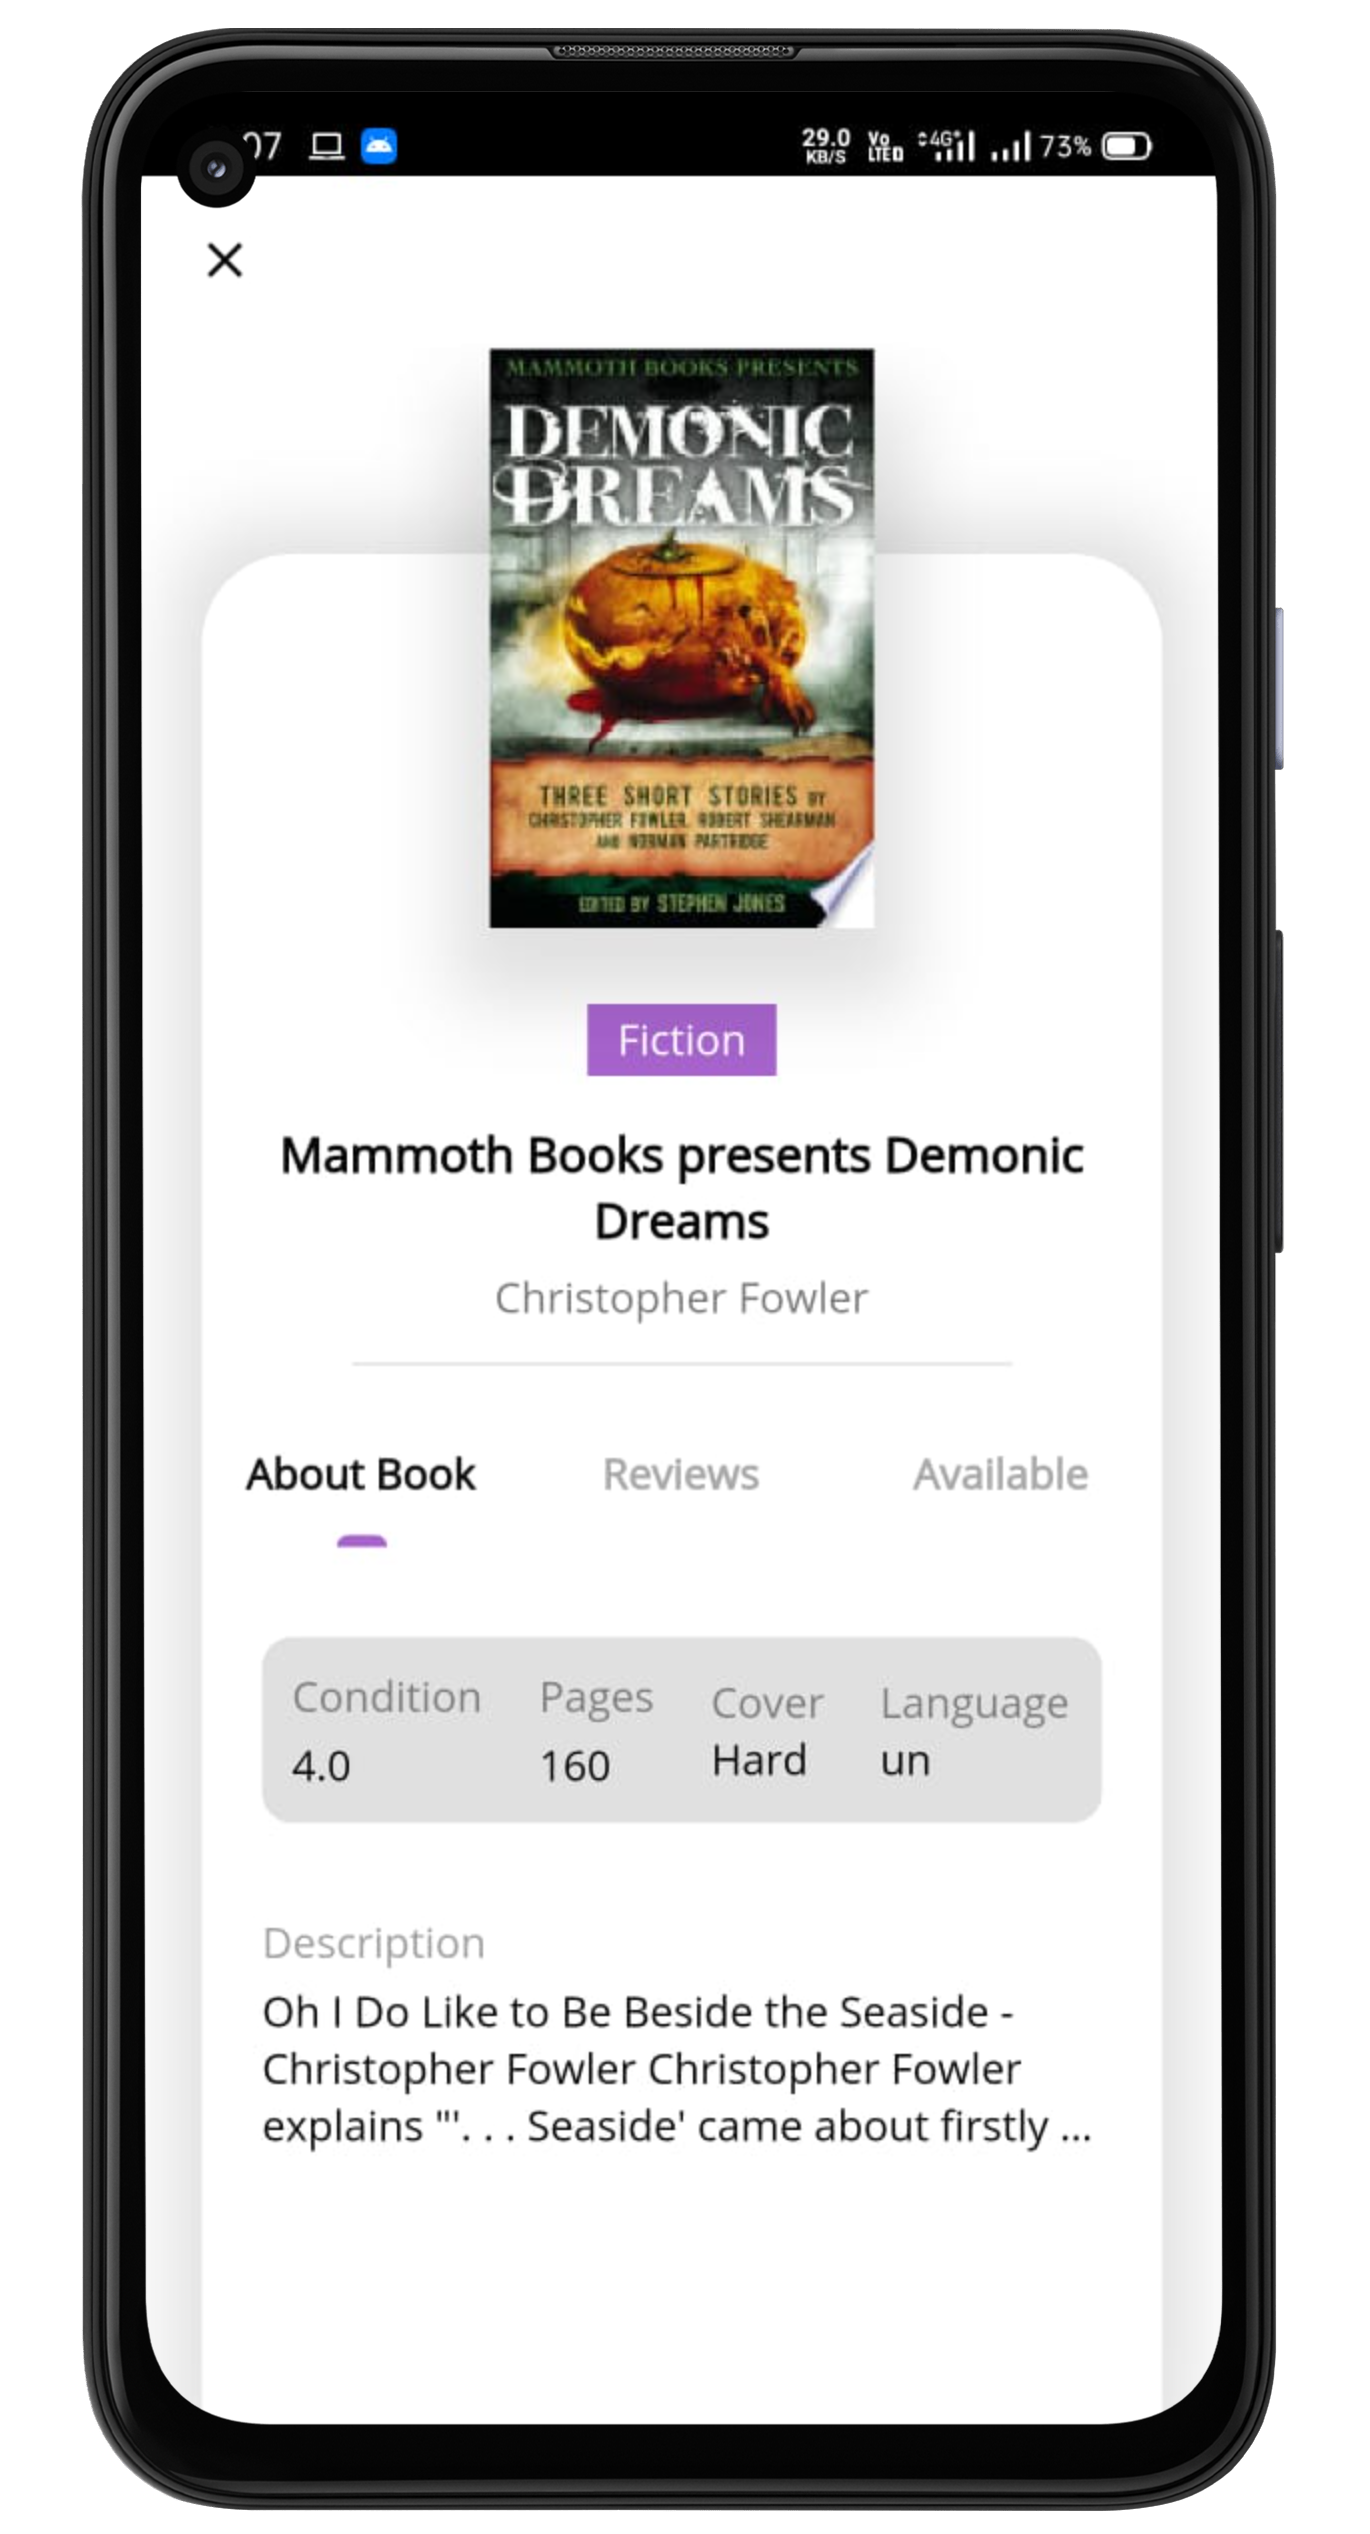 07
29.0
KB/S
Vo
LTE
4G+
73%
MAMMOTH BOOKS PRESENTS
DEMONIC
DREAMS
THREE SHORT STORIES BY
CHRISTOPHER FOWLER, ROBERT SHEARMAN
AND NORMAN PARTRIDGE
EDITED BY STEPHEN JONES
Fiction
Mammoth Books presents Demonic
Dreams
Christopher Fowler
About Book Reviews Available
Condition Pages Cover Language
4.0 160 Hard un
Description
Oh I Do Like to Be Beside the Seaside -
Christopher Fowler Christopher Fowler
explains "'. . . Seaside' came about firstly ...